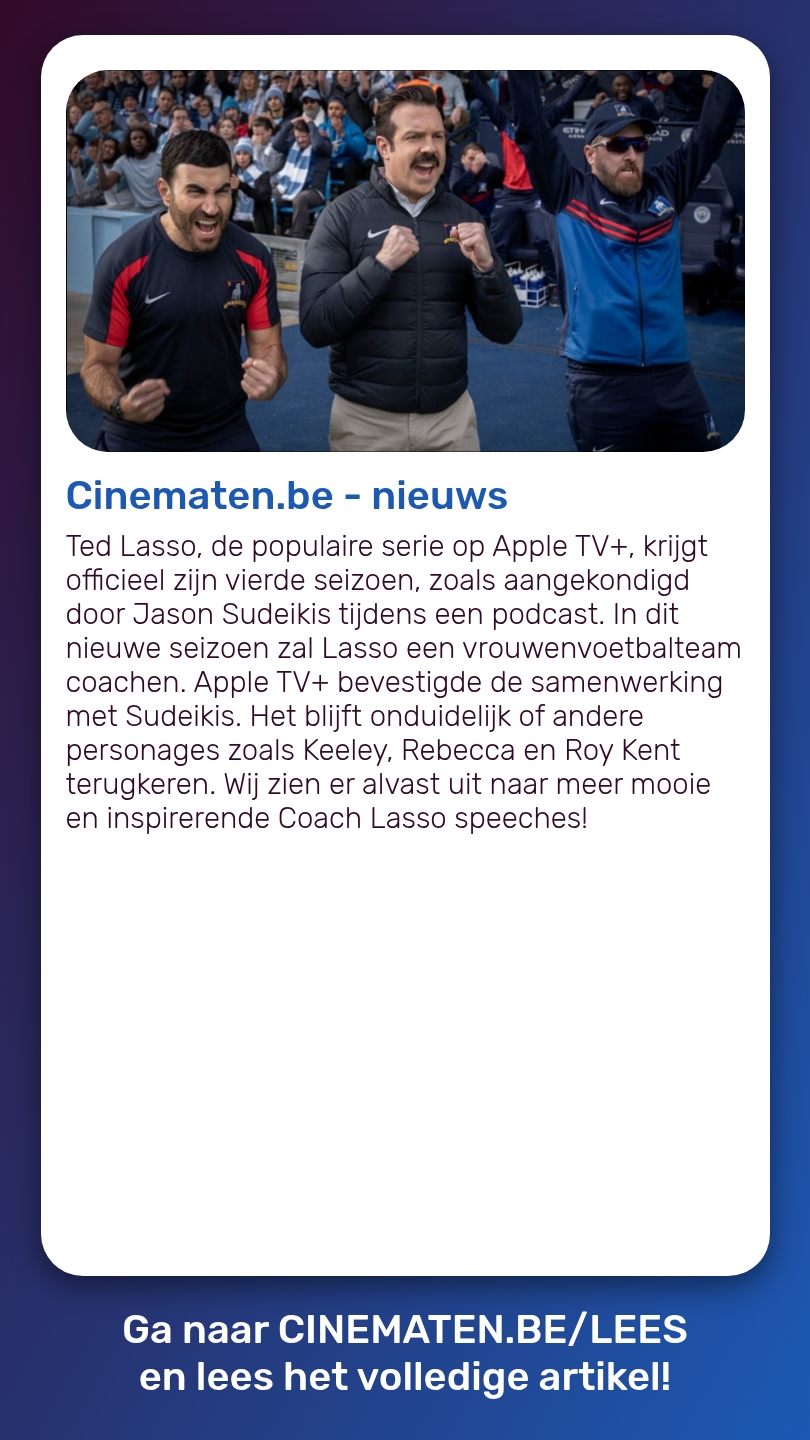 Cinematen.be - nieuws
Ted Lasso, de populaire serie op Apple TV+, krijgt
officieel zijn vierde seizoen, zoals aangekondigd
door Jason Sudeikis tijdens een podcast. In dit
nieuwe seizoen zal Lasso een vrouwenvoetbalteam
coachen. Apple TV+ bevestigde de samenwerking
met Sudeikis. Het blijft onduidelijk of andere
personages zoals Keeley, Rebecca en Roy Kent
terugkeren. Wij zien er alvast uit naar meer mooie
en inspirerende Coach Lasso speeches!
Ga naar CINEMATEN.BE/LEES
en lees het volledige artikel!